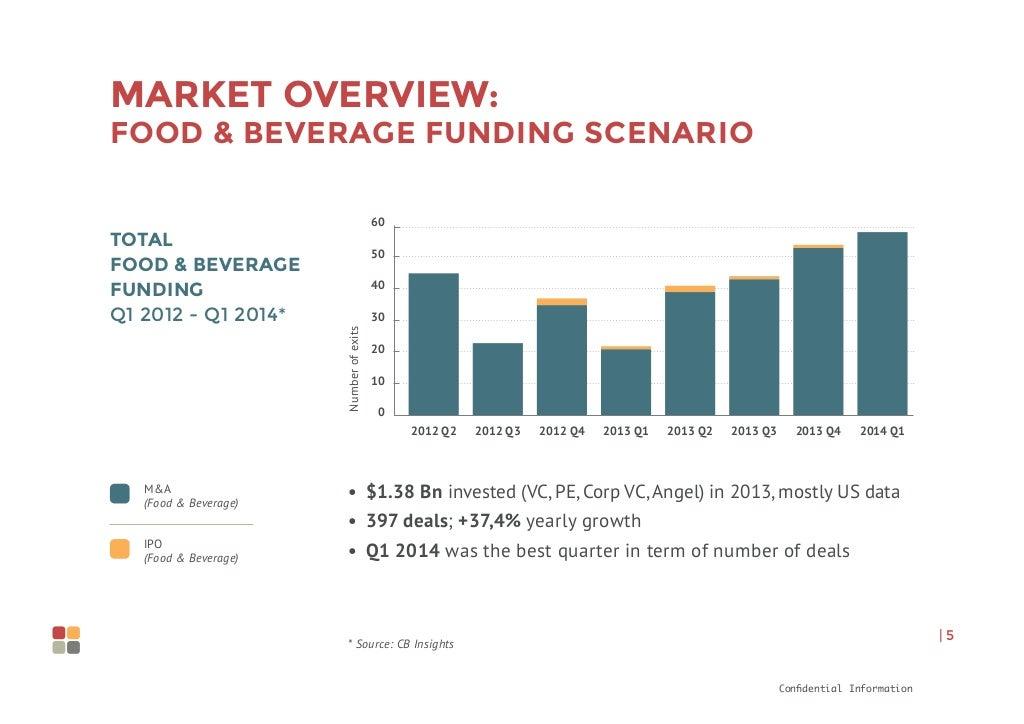 MARKET OVERVIEW:
FOOD & BEVERAGE FUNDING SCENARIO
TOTAL
FOOD & BEVERAGE
FUNDING
Q1 2012 - Q1 2014*
Number of exits
60
50
40
30
20
10
0
2012 Q2 2012 Q3 2012 Q4 2013 Q1 2013 Q2 2013 Q3 2013 Q4 2014 Q1
M&A
(Food & Beverage)
IPO
(Food & Beverage)
• $1.38 Bn invested (VC, PE, Corp VC, Angel) in 2013, mostly US data
• 397 deals; +37,4% yearly growth
• Q1 2014 was the best quarter in term of number of deals
* Source: CB Insights
| 5
Confidential Information